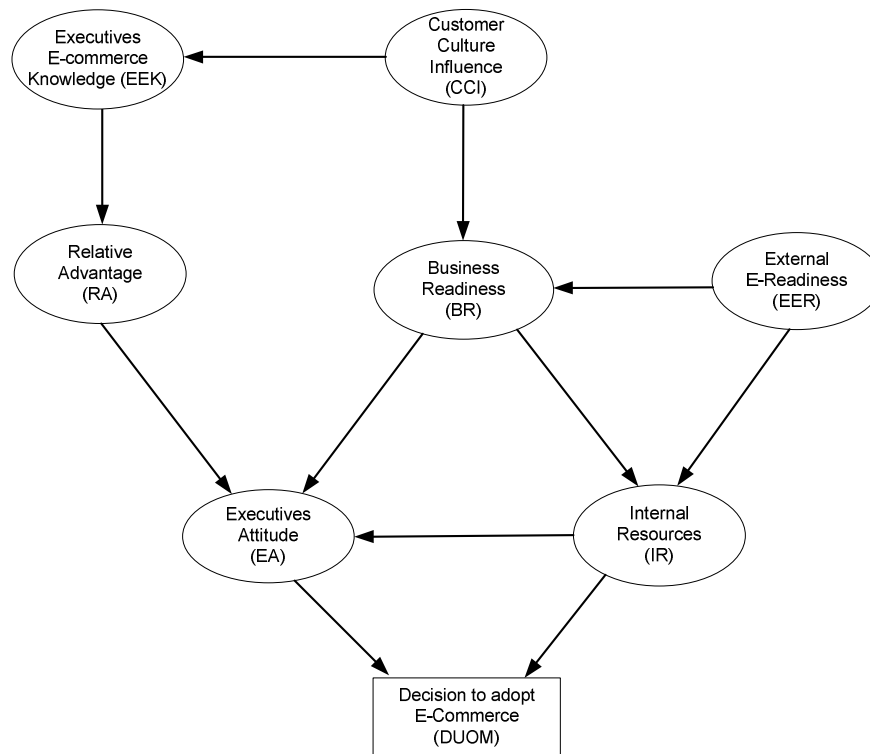 Executives
E-commerce
Knowledge (EEK)
Customer
Culture
Influence
(CCI)
Relative
Advantage
(RA)
Business
Readiness
(BR)
External
E-Readiness
(EER)
Executives
Attitude
(EA)
Internal
Resources
(IR)
Decision to adopt
E-Commerce
(DUOM)